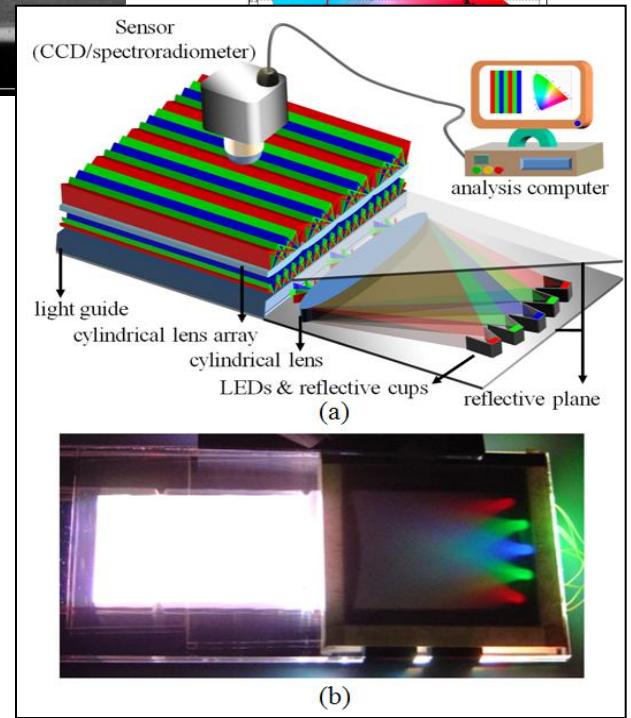 Sensor
(CCD/spectroradiometer)
analysis computer
light guide
cylindrical lens array
cylindrical lens
LEDs & reflective cups
reflective plane
(a)
(b)